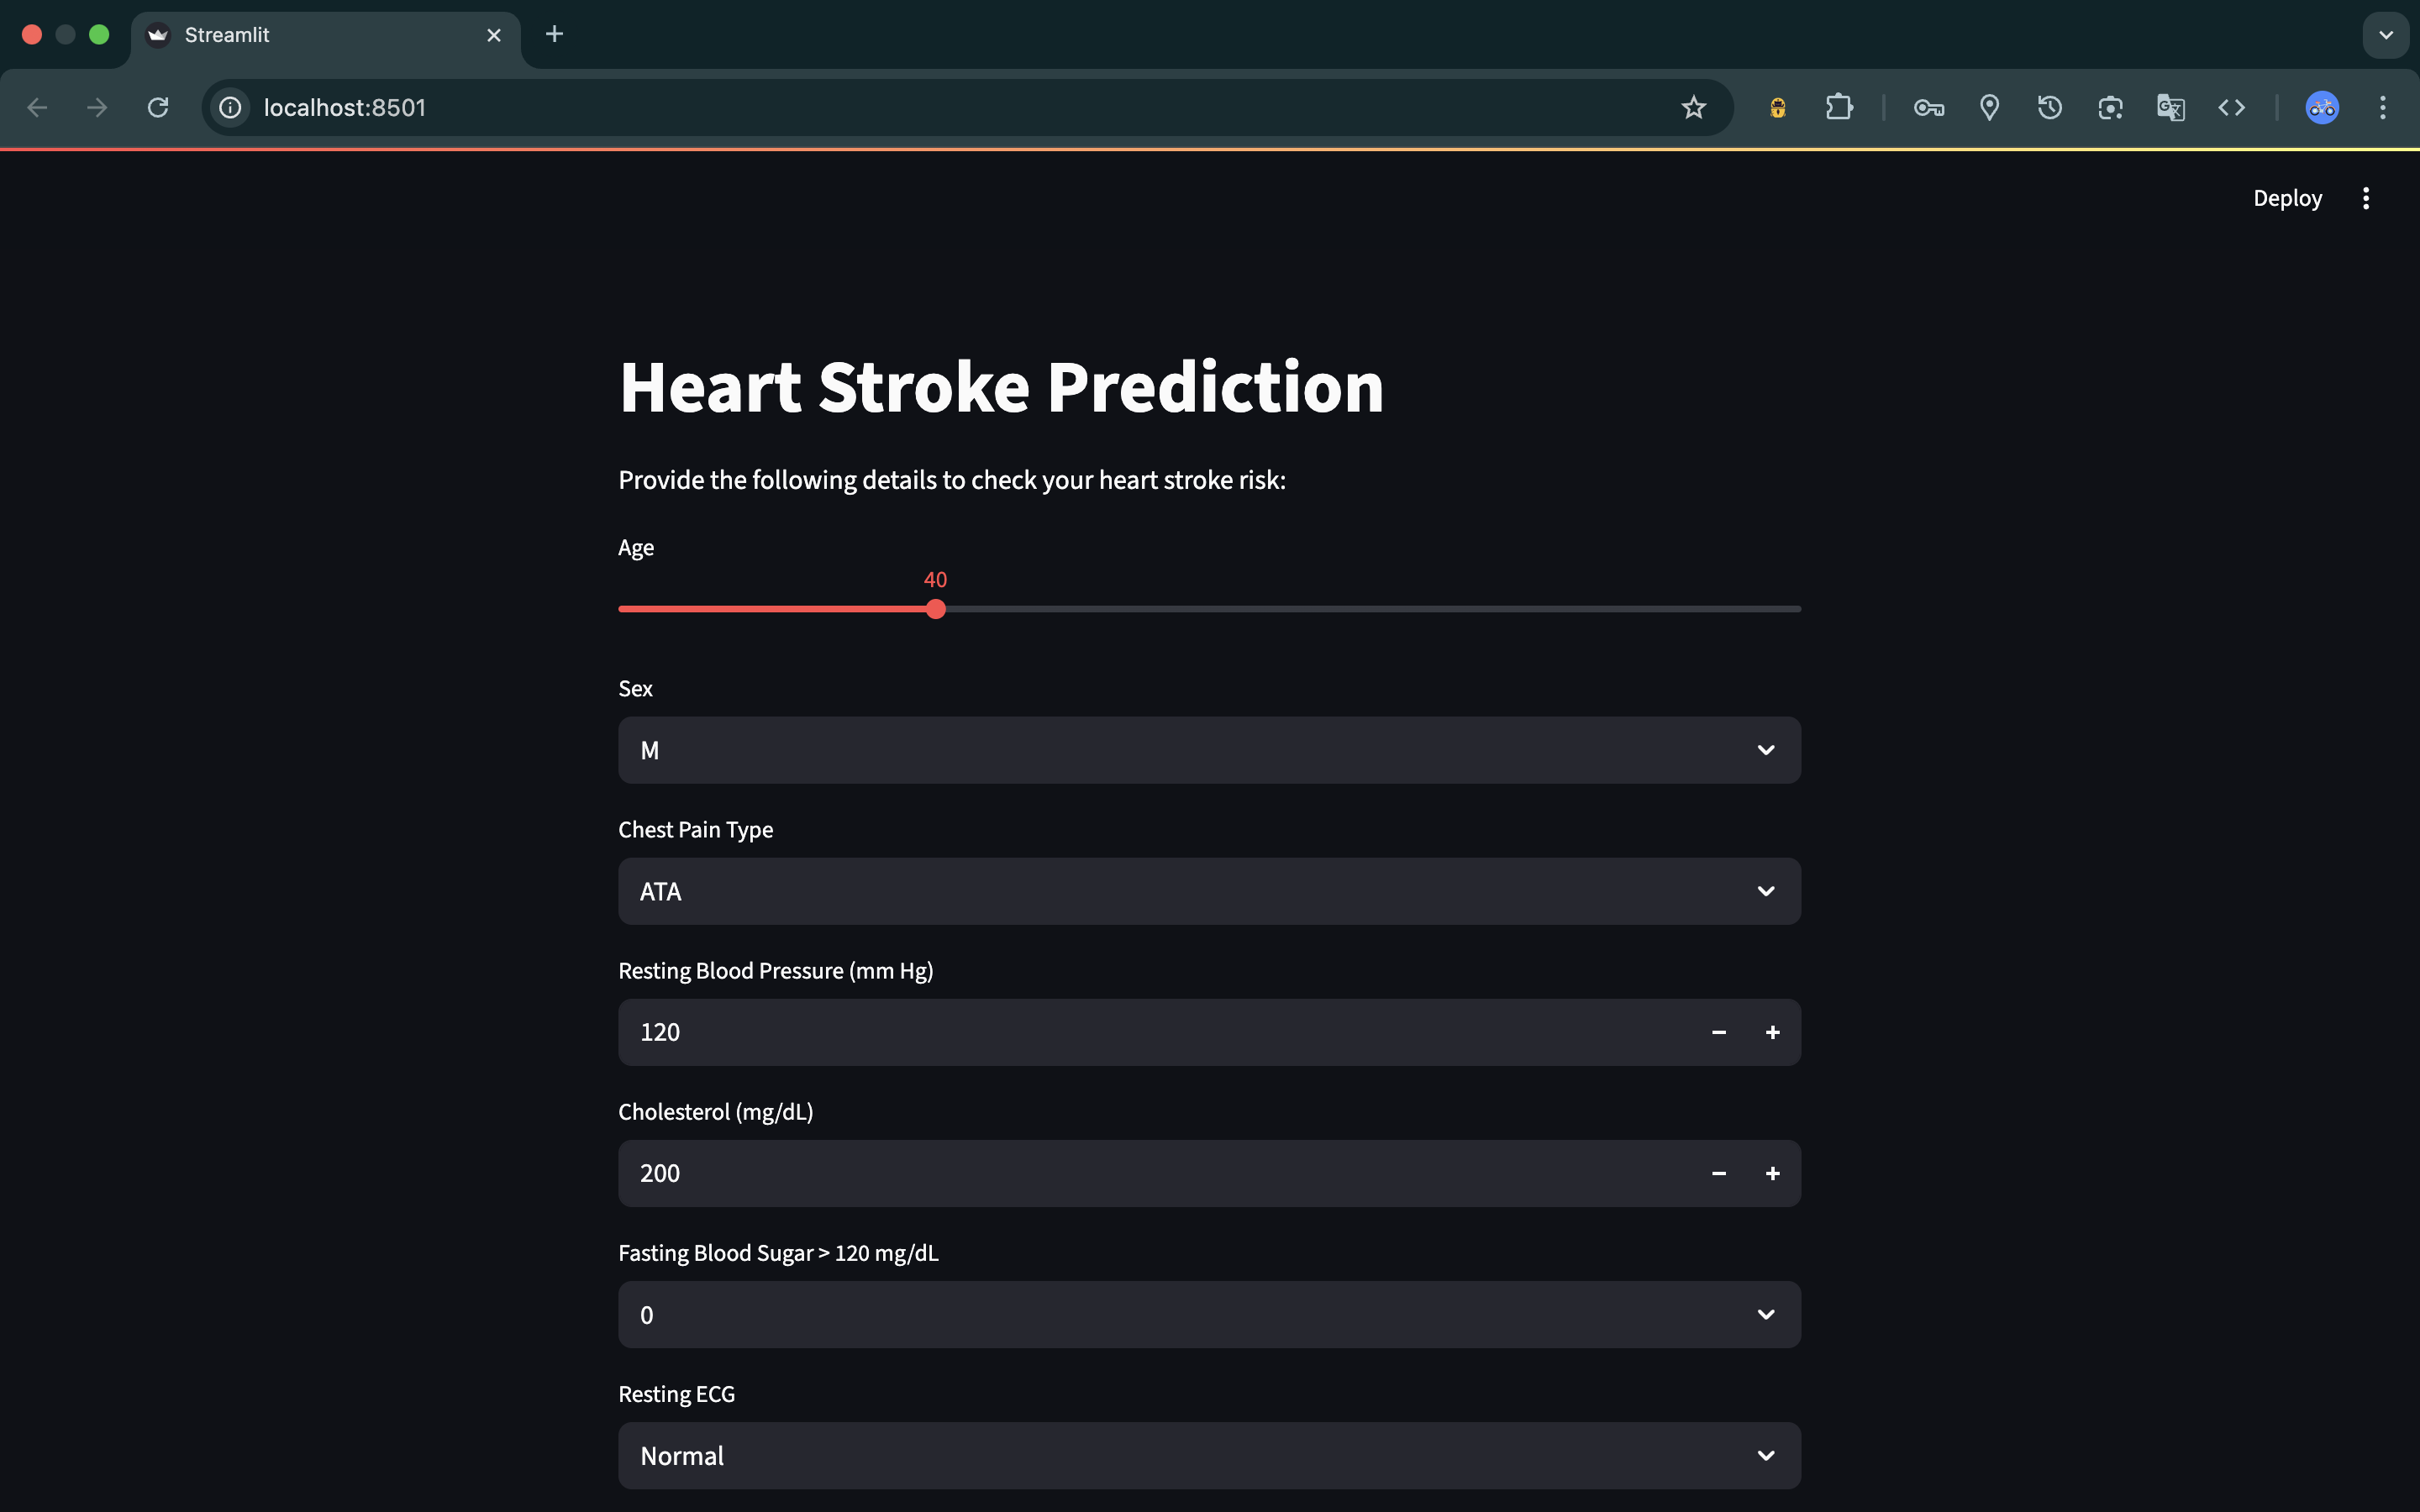 Streamlit
localhost:8501
Deploy
Heart Stroke Prediction
Provide the following details to check your heart stroke risk:
Age
40
Sex
M
Chest Pain Type
ATA
Resting Blood Pressure (mm Hg)
120
Cholesterol (mg/dL)
200
Fasting Blood Sugar > 120 mg/dL
0
Resting ECG
Normal